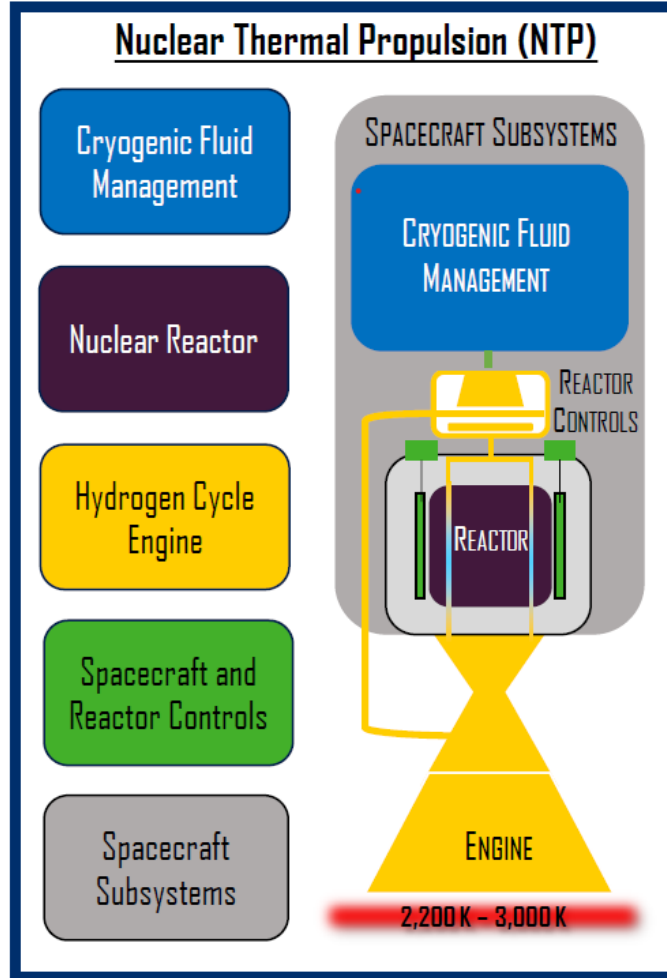 Nuclear Thermal Propulsion (NTP)
Cryogenic Fluid
Management
Nuclear Reactor
Hydrogen Cycle
Engine
Spacecraft and
Reactor Controls
Spacecraft
Subsystems
SPACECRAFT SUBSYSTEMS
CRYOGENIC FLUID
MANAGEMENT
REACTOR
CONTROLS
REACTOR
ENGINE
2,200 K – 3,000 K